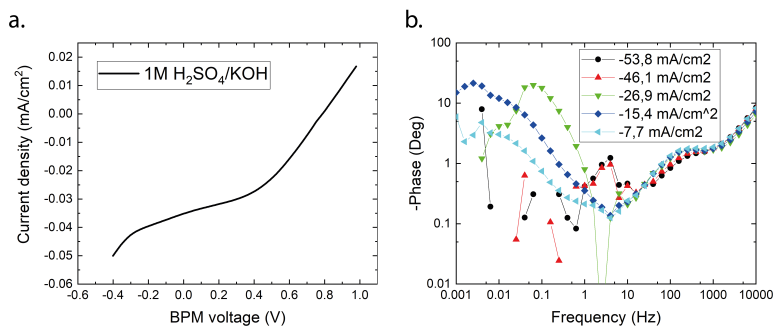 a.
0.02
0.01
0.00
-0.01
-0.02
-0.03
-0.04
-0.05
-0.06
Current density (mA/cm²)
1M H₂SO₄/KOH
-0.6 -0.4 -0.2 0.0 0.2 0.4 0.6 0.8 1.0
BPM voltage (V)
b.
100
10
1
0.1
0.01
-Phase (Deg)
-53,8 mA/cm2
-46,1 mA/cm2
-26,9 mA/cm2
-15,4 mA/cm^2
-7,7 mA/cm2
0.001 0.01 0.1 1 10 100 1000 10000
Frequency (Hz)